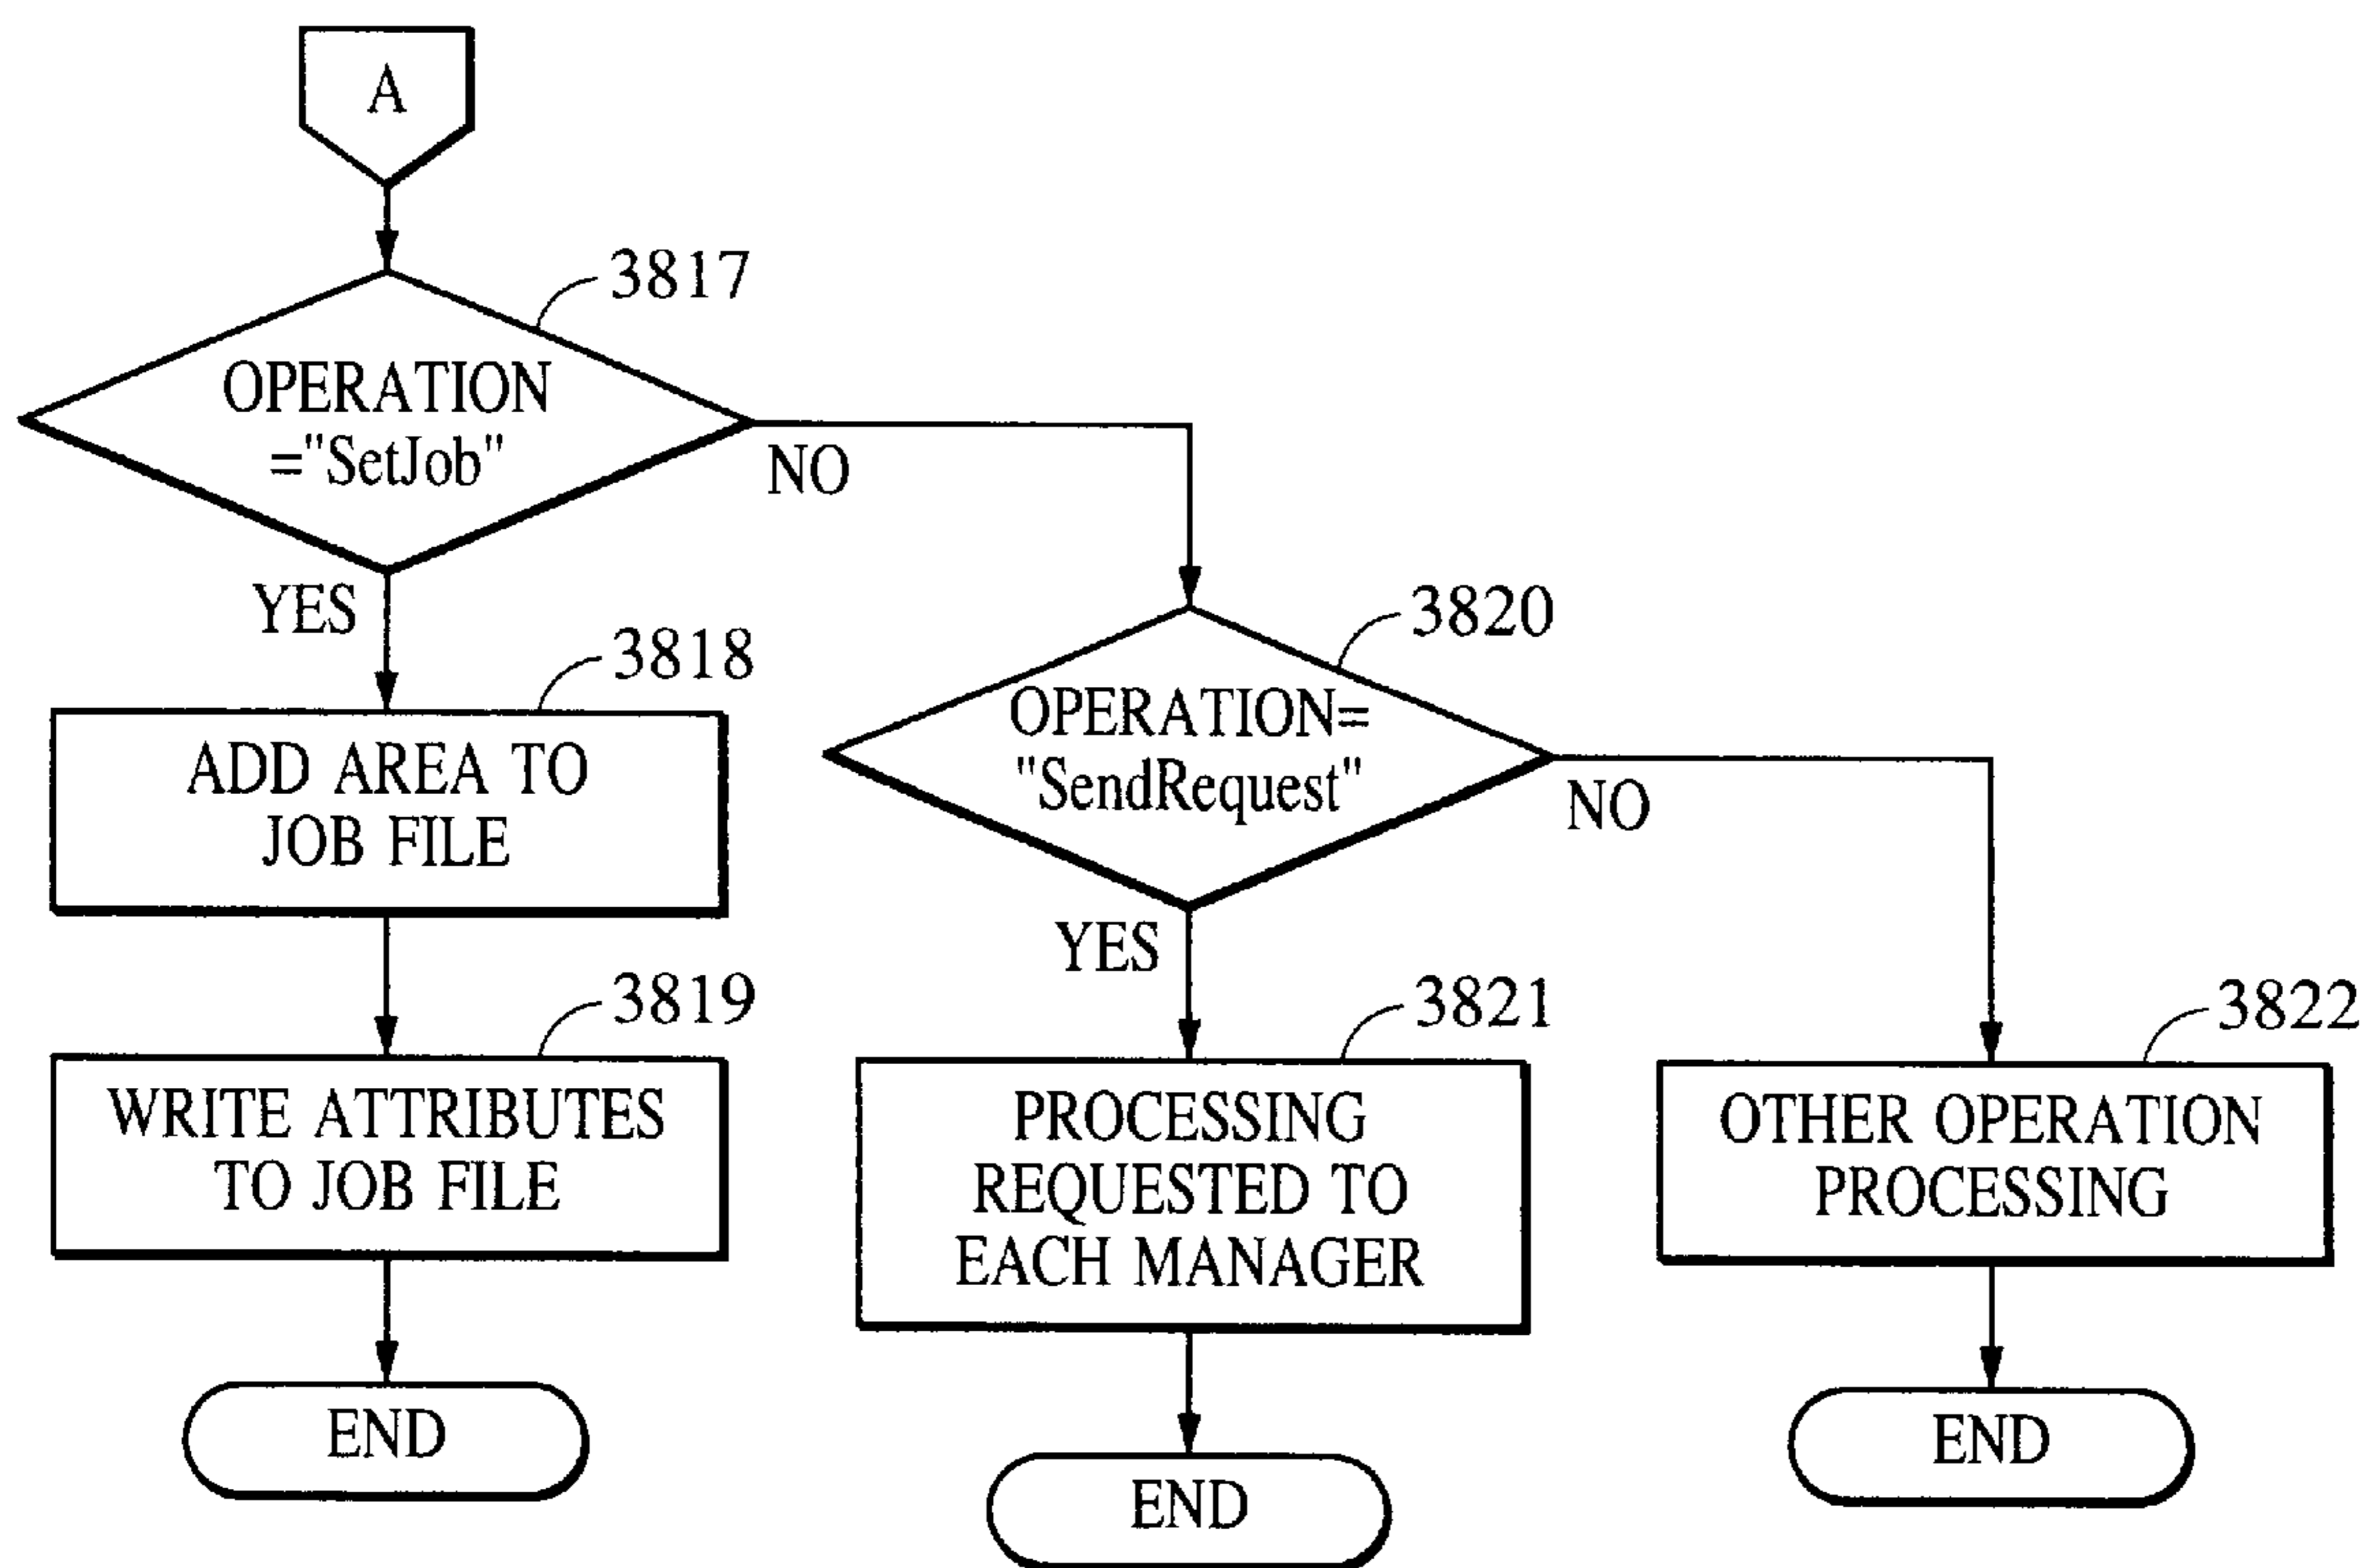 A
3817
OPERATION
="SetJob"
NO
YES
3818
ADD AREA TO
JOB FILE
3819
WRITE ATTRIBUTES
TO JOB FILE
END
3820
OPERATION=
"SendRequest"
NO
YES
3821
PROCESSING
REQUESTED TO
EACH MANAGER
END
3822
OTHER OPERATION
PROCESSING
END